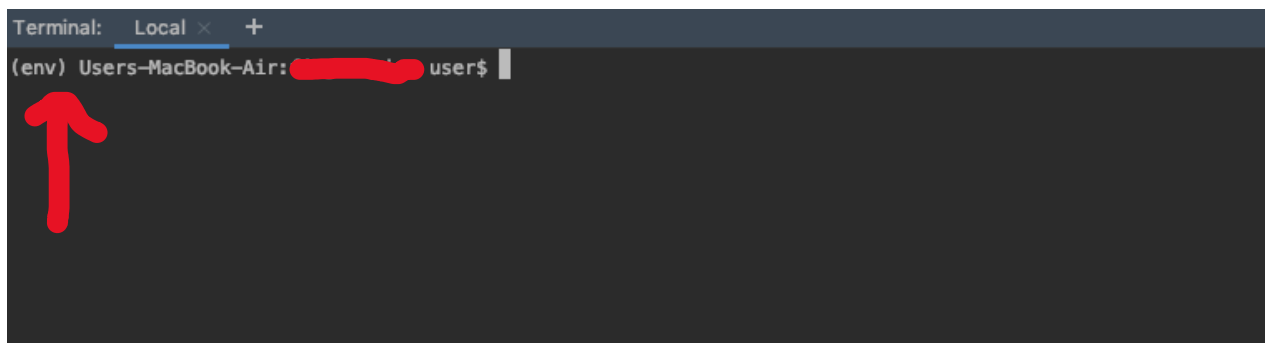 Terminal: Local × +
(env) Users-MacBook-Air: user$